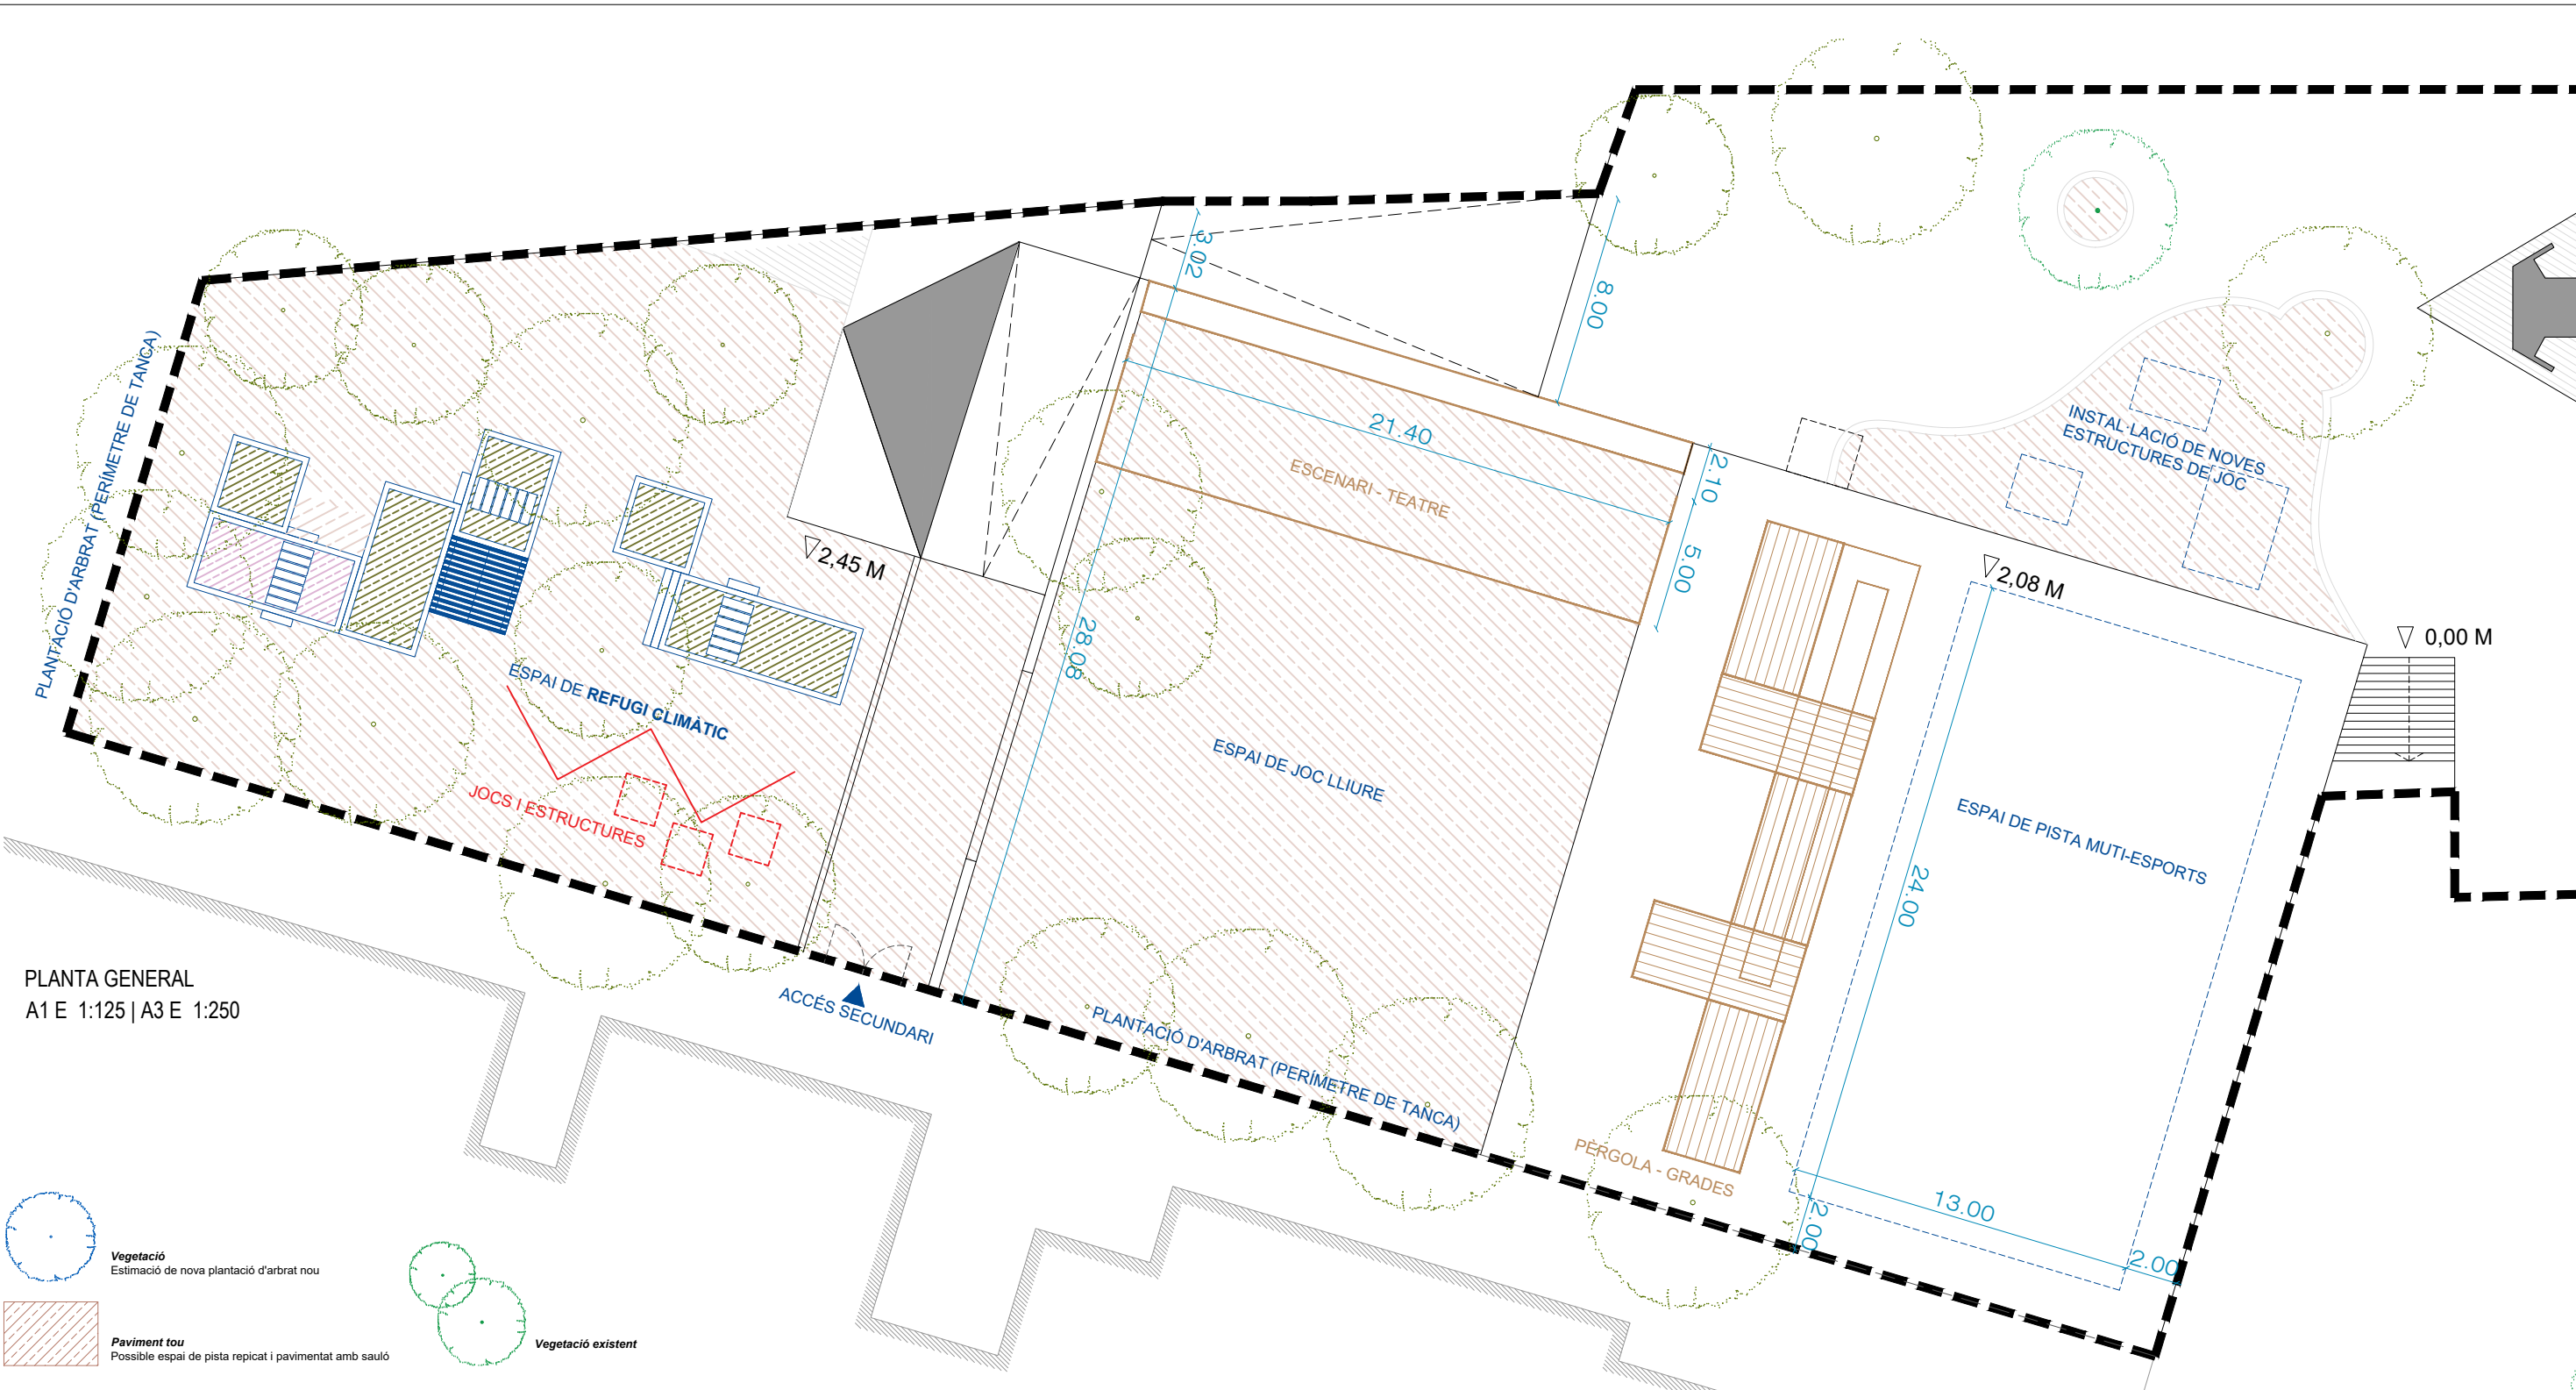 PLANTACIÓ D'ARBRAT (PERÍMETRE DE TANCA)
3.02
8.00
21.40
ESCENARI - TEATRE
2.10
5.00
INSTAL·LACIÓ DE NOVES
ESTRUCTURES DE JOC
2,45 M
2,08 M
0,00 M
28.08
ESPAI DE REFUGI CLIMÀTIC
JOCS I ESTRUCTURES
ESPAI DE JOC LLIURE
ESPAI DE PISTA MUTI-ESPORTS
24.00
ACCÉS SECUNDARI
PLANTACIÓ D'ARBRAT (PERÍMETRE DE TANCA)
PÈRGOLA - GRADES
13.00
2.00
2.00
PLANTA GENERAL
A1 E 1:125 | A3 E 1:250
Vegetació
Estimació de nova plantació d'arbrat nou
Paviment tou
Possible espai de pista repicat i pavimentat amb sauló
Vegetació existent